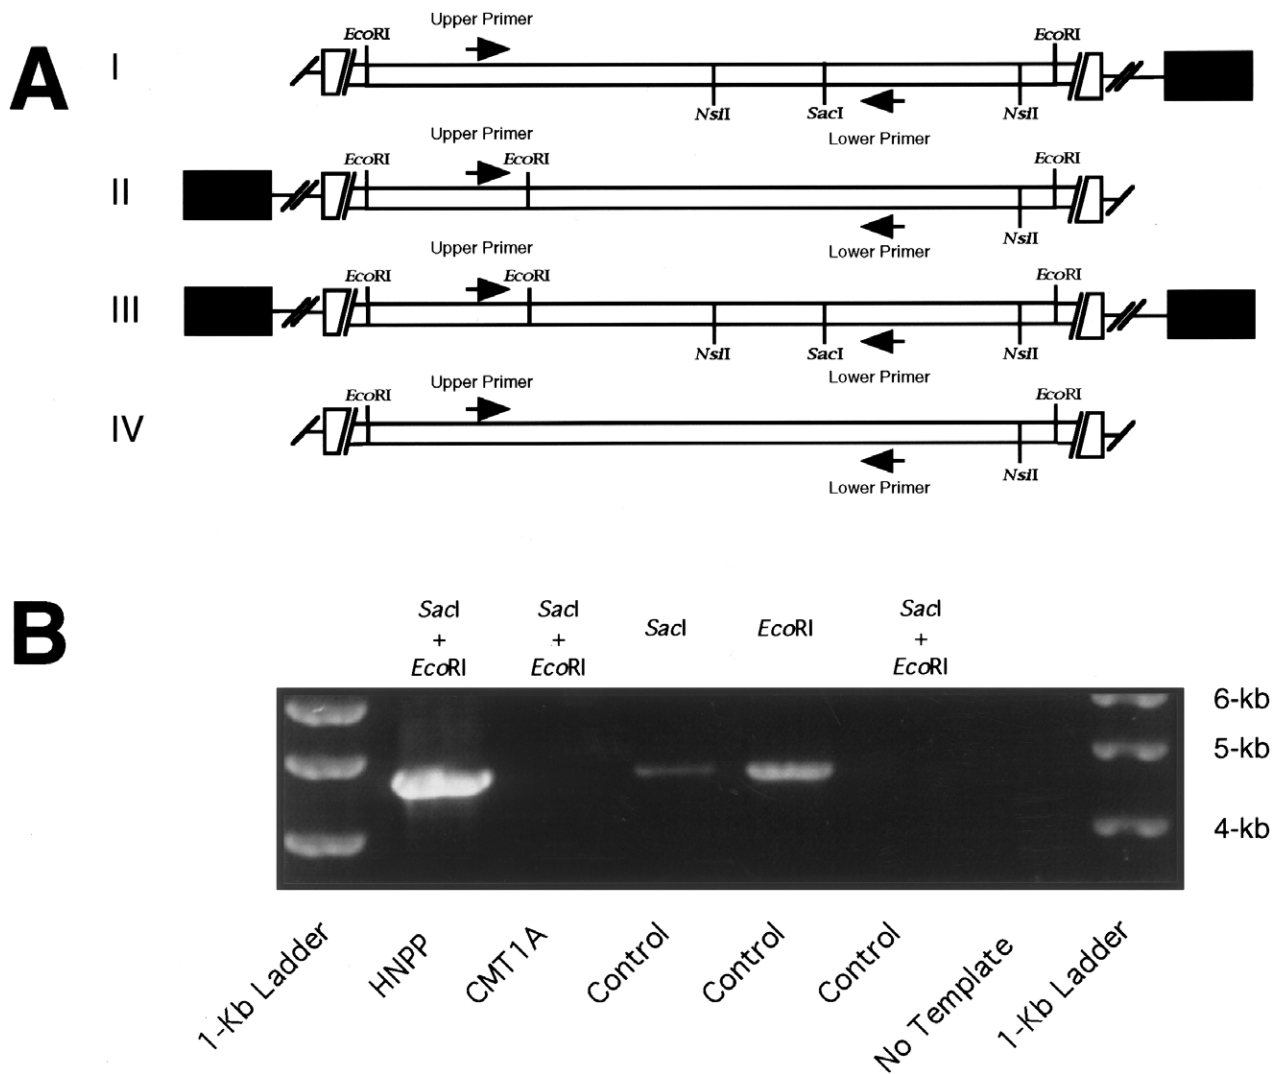 A
I
Upper Primer
EcoRI
EcoRI
NsiI
SacI
NsiI
Lower Primer
II
Upper Primer
EcoRI
EcoRI
EcoRI
NsiI
Lower Primer
III
Upper Primer
EcoRI
EcoRI
EcoRI
NsiI
SacI
NsiI
Lower Primer
IV
Upper Primer
EcoRI
EcoRI
NsiI
Lower Primer
B
SacI
+
EcoRI
SacI
+
EcoRI
SacI
EcoRI
SacI
+
EcoRI
6-kb
5-kb
4-kb
1-Kb Ladder
HNPP
CMT1A
Control
Control
Control
No Template
1-Kb Ladder